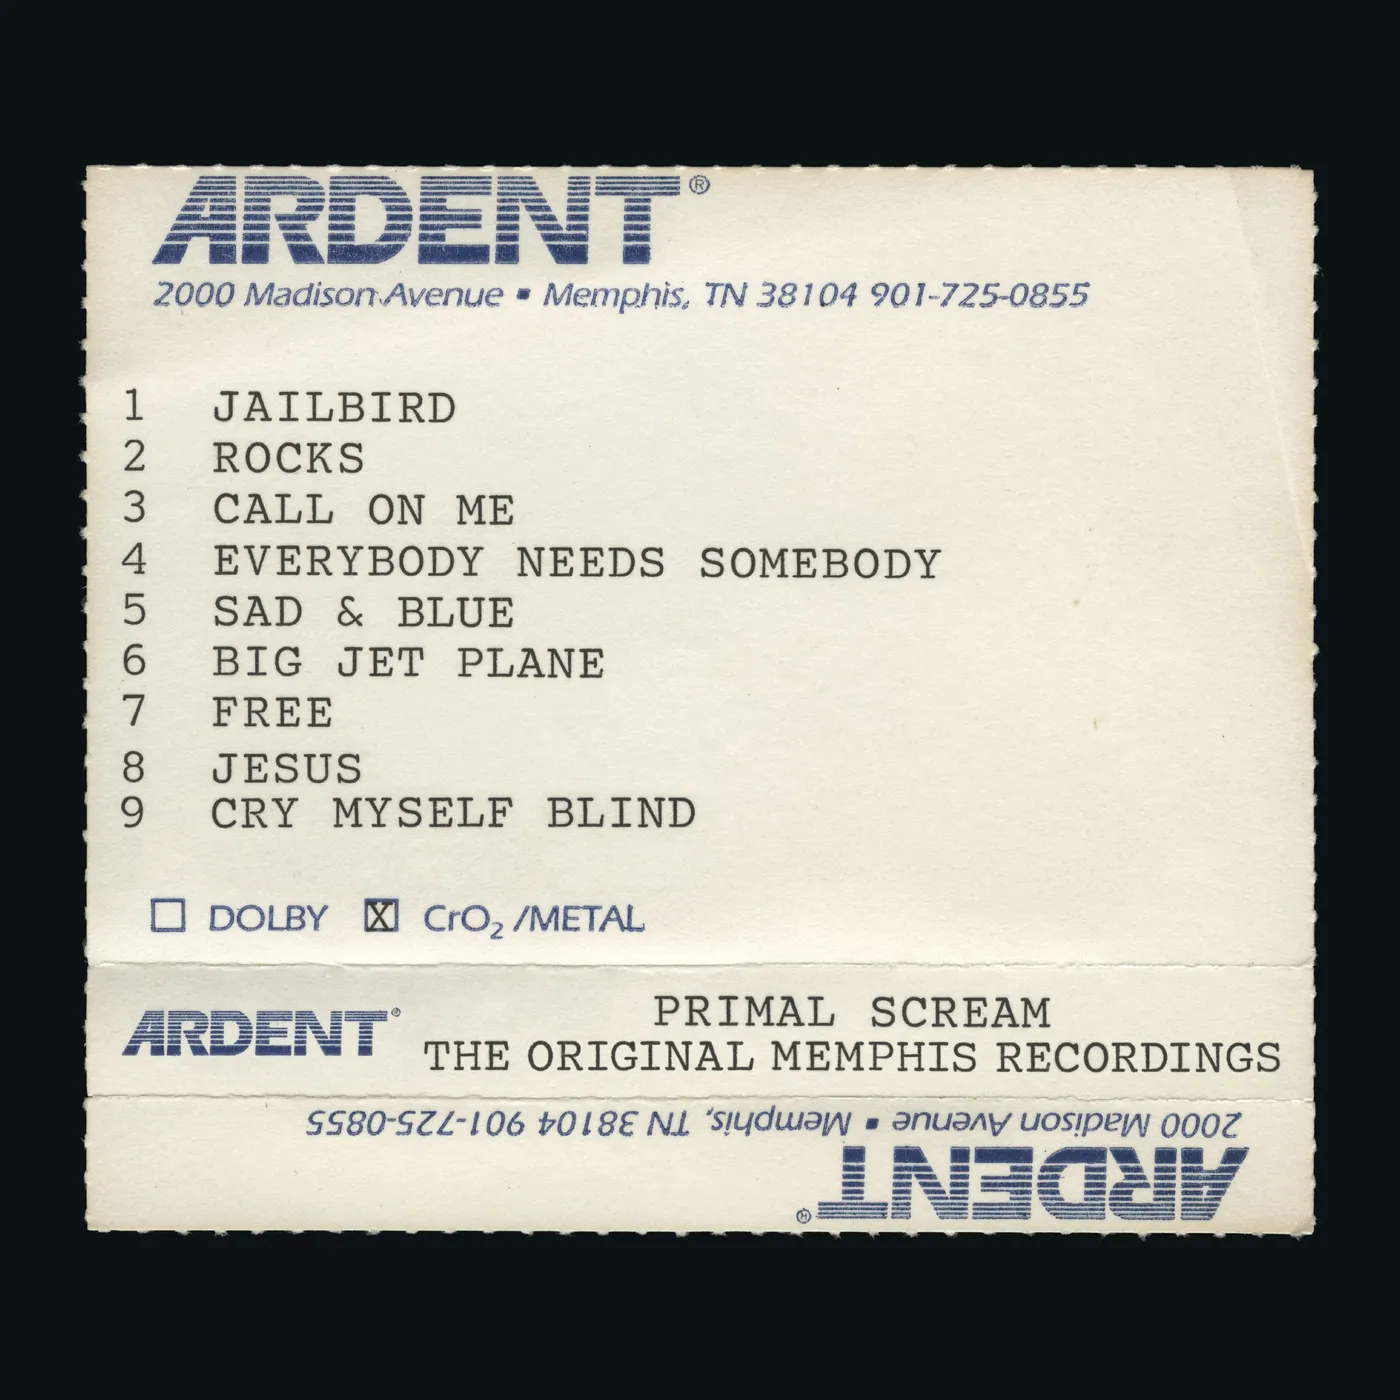 ARDENT®
2000 Madison Avenue ▪ Memphis, TN 38104 901-725-0855
1 JAILBIRD
2 ROCKS
3 CALL ON ME
4 EVERYBODY NEEDS SOMEBODY
5 SAD & BLUE
6 BIG JET PLANE
7 FREE
8 JESUS
9 CRY MYSELF BLIND
☐ DOLBY ☒ CrO₂ /METAL
PRIMAL SCREAM
ARDENT® THE ORIGINAL MEMPHIS RECORDINGS
2000 Madison Avenue ▪ Memphis, TN 38104 901-725-0855
ARDENT®